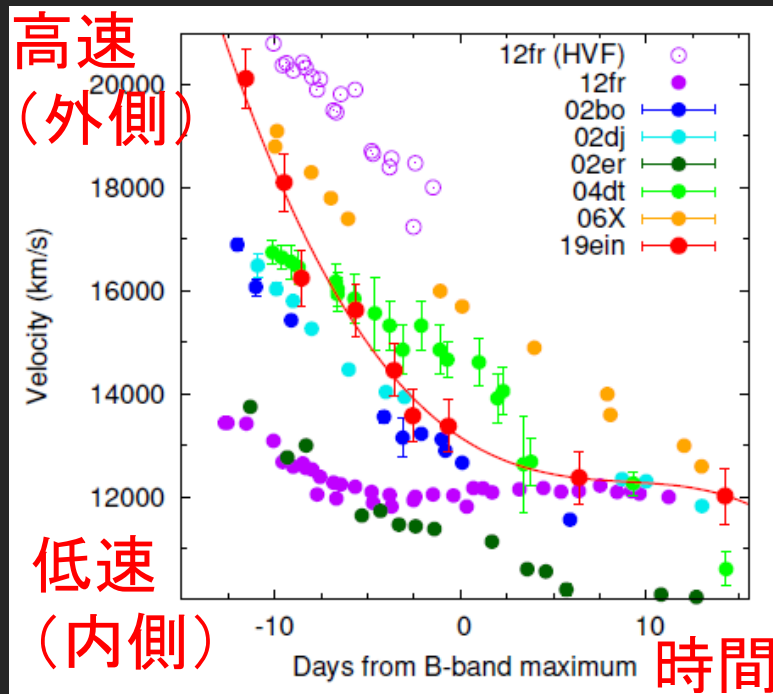 高速
(外側)
低速
(内側)
時間
Velocity (km/s)
20000
18000
16000
14000
12000
-10
0
10
Days from B-band maximum
12fr (HVF)
12fr
02bo
02dj
02er
04dt
06X
19ein